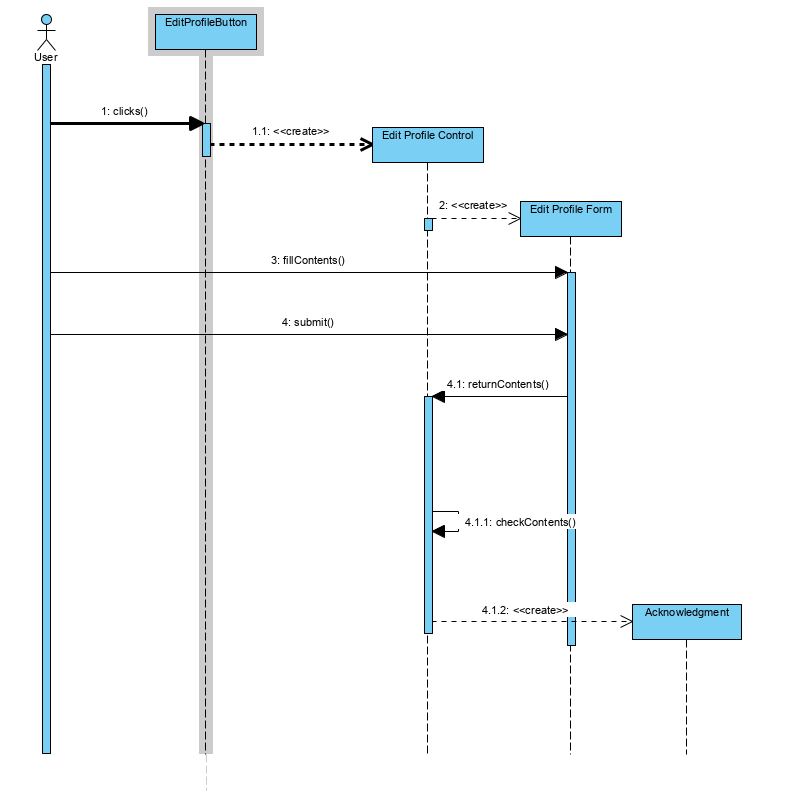 EditProfileButton
User
1: clicks()
1.1: <<create>>
Edit Profile Control
2: <<create>>
Edit Profile Form
3: fillContents()
4: submit()
4.1: returnContents()
4.1.1: checkContents()
4.1.2: <<create>>
Acknowledgment